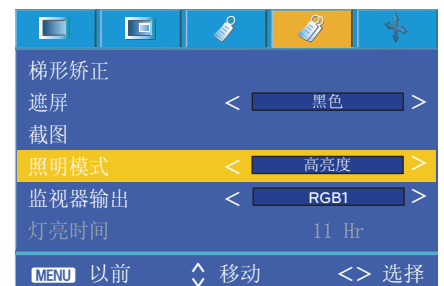 梯形矫正
遮屏 < 黑色 >
截图
照明模式 < 高亮度 >
监视器输出 < RGB1 >
灯亮时间 11 Hr
MENU 以前 移动 <> 选择